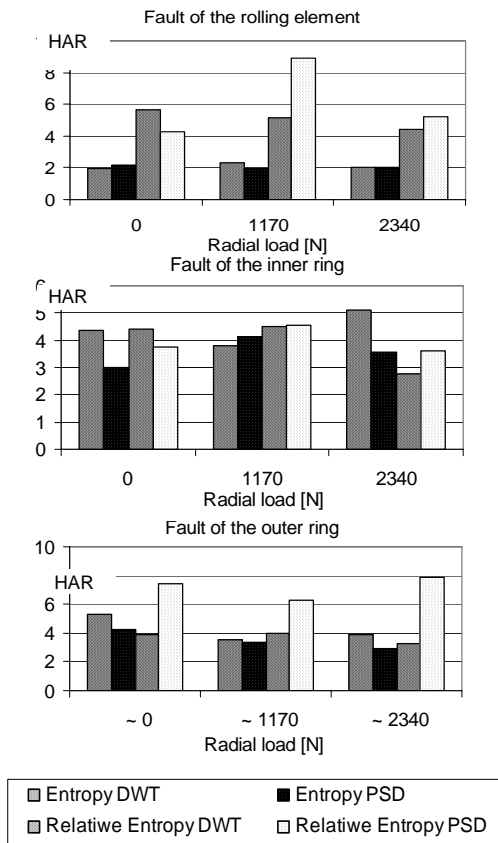 Fault of the rolling element
HAR
8
6
4
2
0
0 1170 2340
Radial load [N]
Fault of the inner ring
HAR
5
4
3
2
1
0
0 1170 2340
Radial load [N]
Fault of the outer ring
10
HAR
6
4
2
0
~ 0 ~ 1170 ~ 2340
Radial load [N]
Entropy DWT Entropy PSD
Relatiwe Entropy DWT Relative Entropy PSD